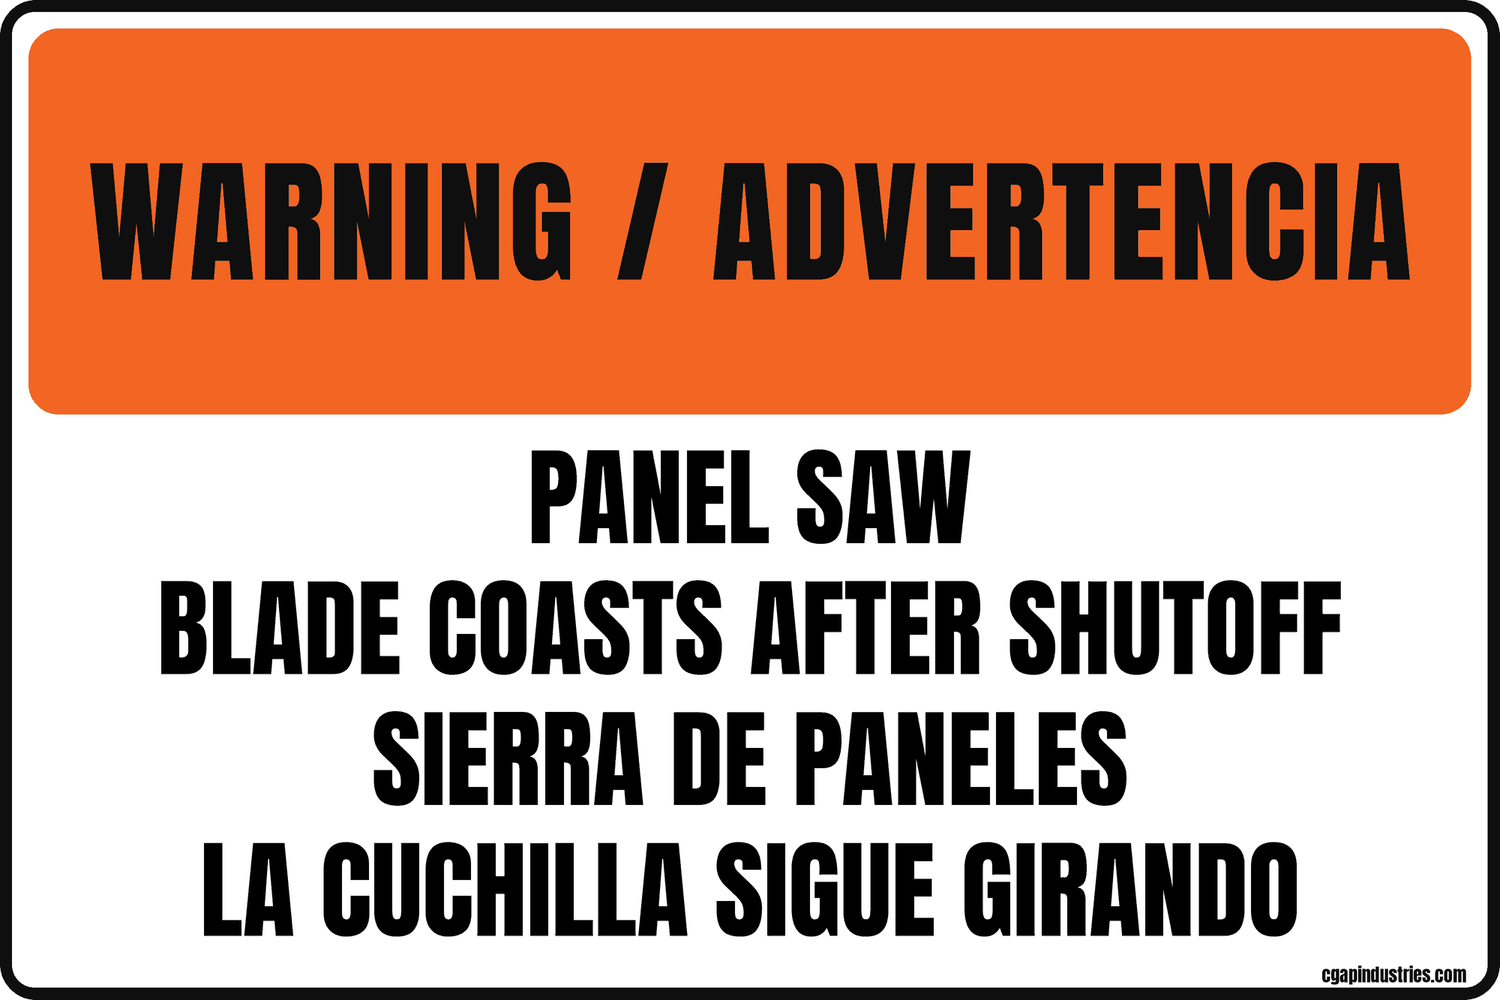 WARNING / ADVERTENCIA
PANEL SAW
BLADE COASTS AFTER SHUTOFF
SIERRA DE PANELES
LA CUCHILLA SIGUE GIRANDO
cgapindustries.com